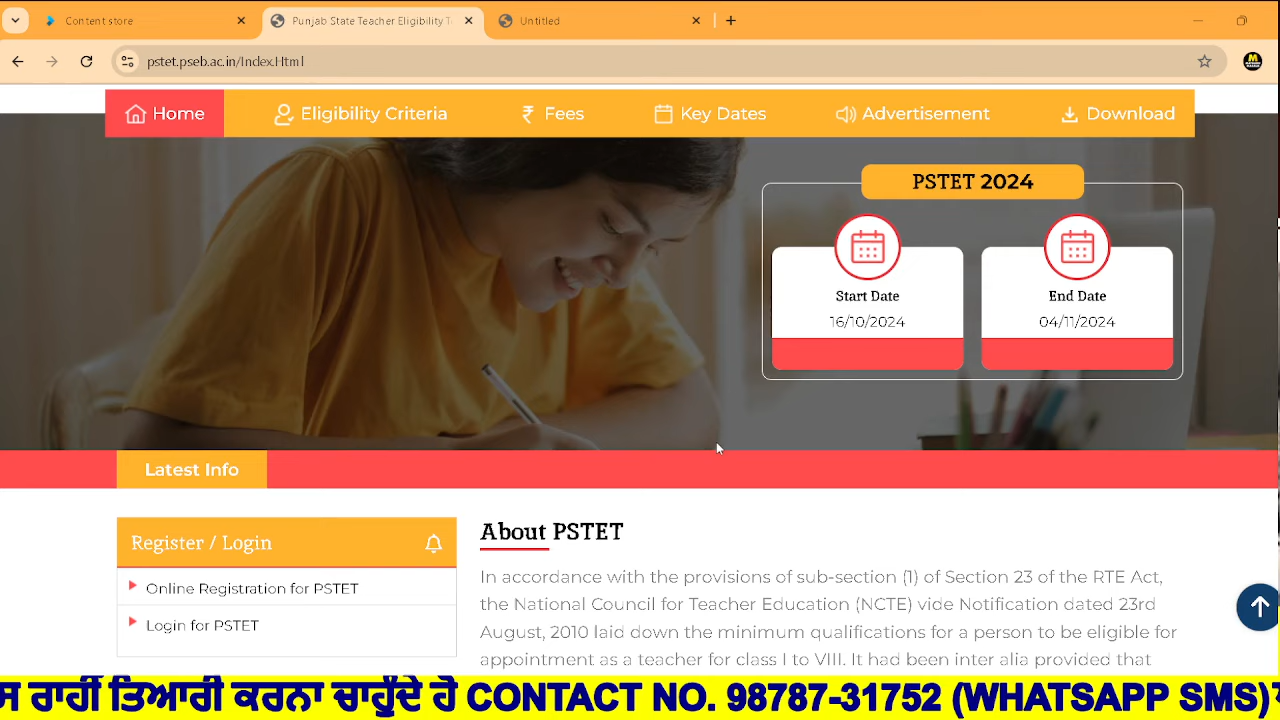 Content store
Punjab State Teacher Eligibility T
Untitled
pstet.pseb.ac.in/Index.Html
Home
Eligibility Criteria
Fees
Key Dates
Advertisement
Download
PSTET 2024
Start Date
16/10/2024
End Date
04/11/2024
Latest Info
Register / Login
Online Registration for PSTET
Login for PSTET
About PSTET
In accordance with the provisions of sub-section (1) of Section 23 of the RTE Act,
the National Council for Teacher Education (NCTE) vide Notification dated 23rd
August, 2010 laid down the minimum qualifications for a person to be eligible for
appointment as a teacher for class I to VIII. It had been inter alia provided that
ਸ ਰਾਹੀਂ ਤਿਆਰੀ ਕਰਨਾ ਚਾਹੁੰਦੇ ਹੋ CONTACT NO. 98787-31752 (WHATSAPP SMS)